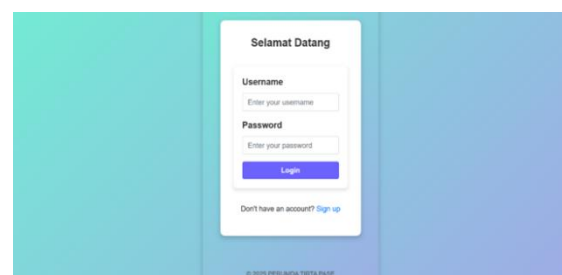 Selamat Datang
Username
Enter your username
Password
Enter your password
Login
Don't have an account? Sign up